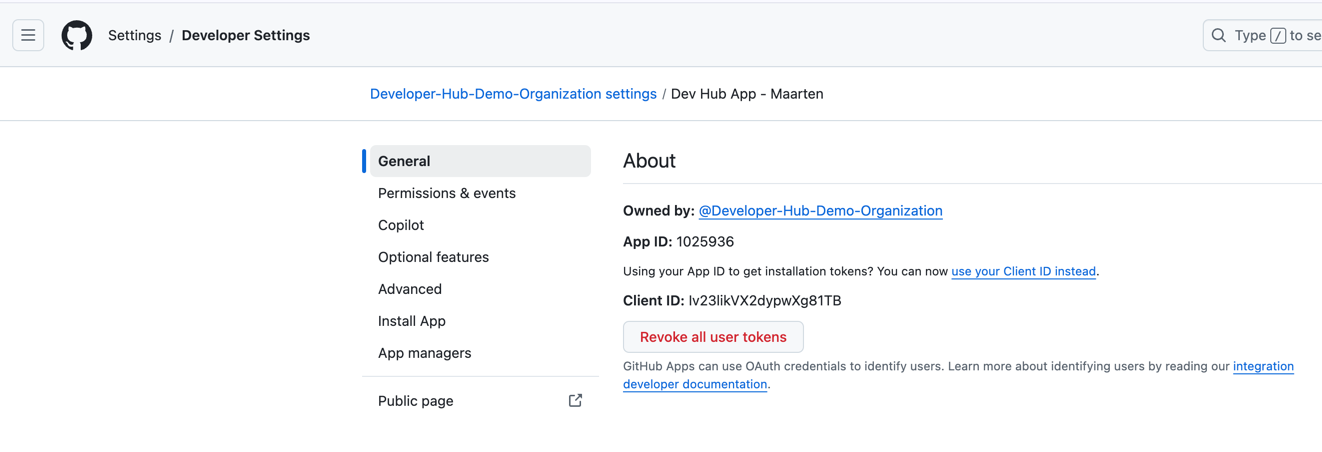 Settings / Developer Settings
Type / to se
Developer-Hub-Demo-Organization settings / Dev Hub App - Maarten
General
Permissions & events
Copilot
Optional features
Advanced
Install App
App managers
Public page
About
Owned by: @Developer-Hub-Demo-Organization
App ID: 1025936
Using your App ID to get installation tokens? You can now use your Client ID instead.
Client ID: Iv23likVX2dypwXg81TB
Revoke all user tokens
GitHub Apps can use OAuth credentials to identify users. Learn more about identifying users by reading our integration
developer documentation.